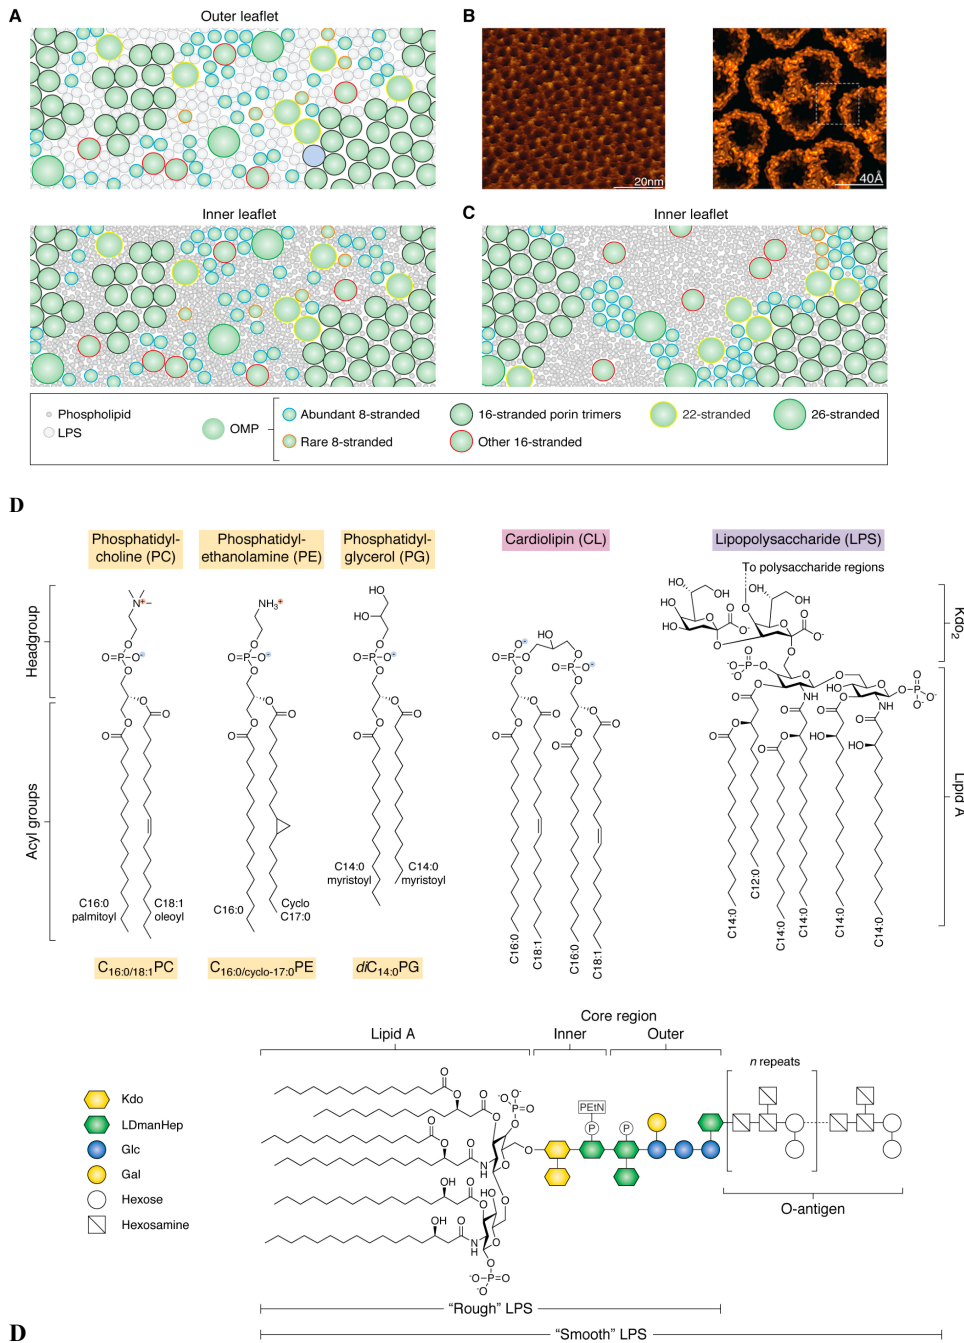 A
Outer leaflet
B
20nm
40Å
Inner leaflet
C
Inner leaflet
Phospholipid
LPS
OMP
Abundant 8-stranded
Rare 8-stranded
16-stranded porin trimers
Other 16-stranded
22-stranded
26-stranded
D
Phosphatidyl-
choline (PC)
Phosphatidyl-
ethanolamine (PE)
Phosphatidyl-
glycerol (PG)
Cardiolipin (CL)
Lipopolysaccharide (LPS)
To polysaccharide regions
Headgroup
Acyl groups
Kdo2
Lipid A
C16:0
palmitoyl
C18:1
oleoyl
C16:0
Cyclo
C17:0
C14:0
myristoyl
C14:0
myristoyl
C16:0
C18:1
C16:0
C18:1
C14:0
C12:0
C14:0
C14:0
C14:0
C14:0
C16:0/18:1PC
C16:0/cyclo-17:0PE
diC14:0PG
Core region
Lipid A
Inner
Outer
n repeats
Kdo
LDmanHep
Glc
Gal
Hexose
Hexosamine
PEtN
P
P
O-antigen
"Rough" LPS
"Smooth" LPS
D